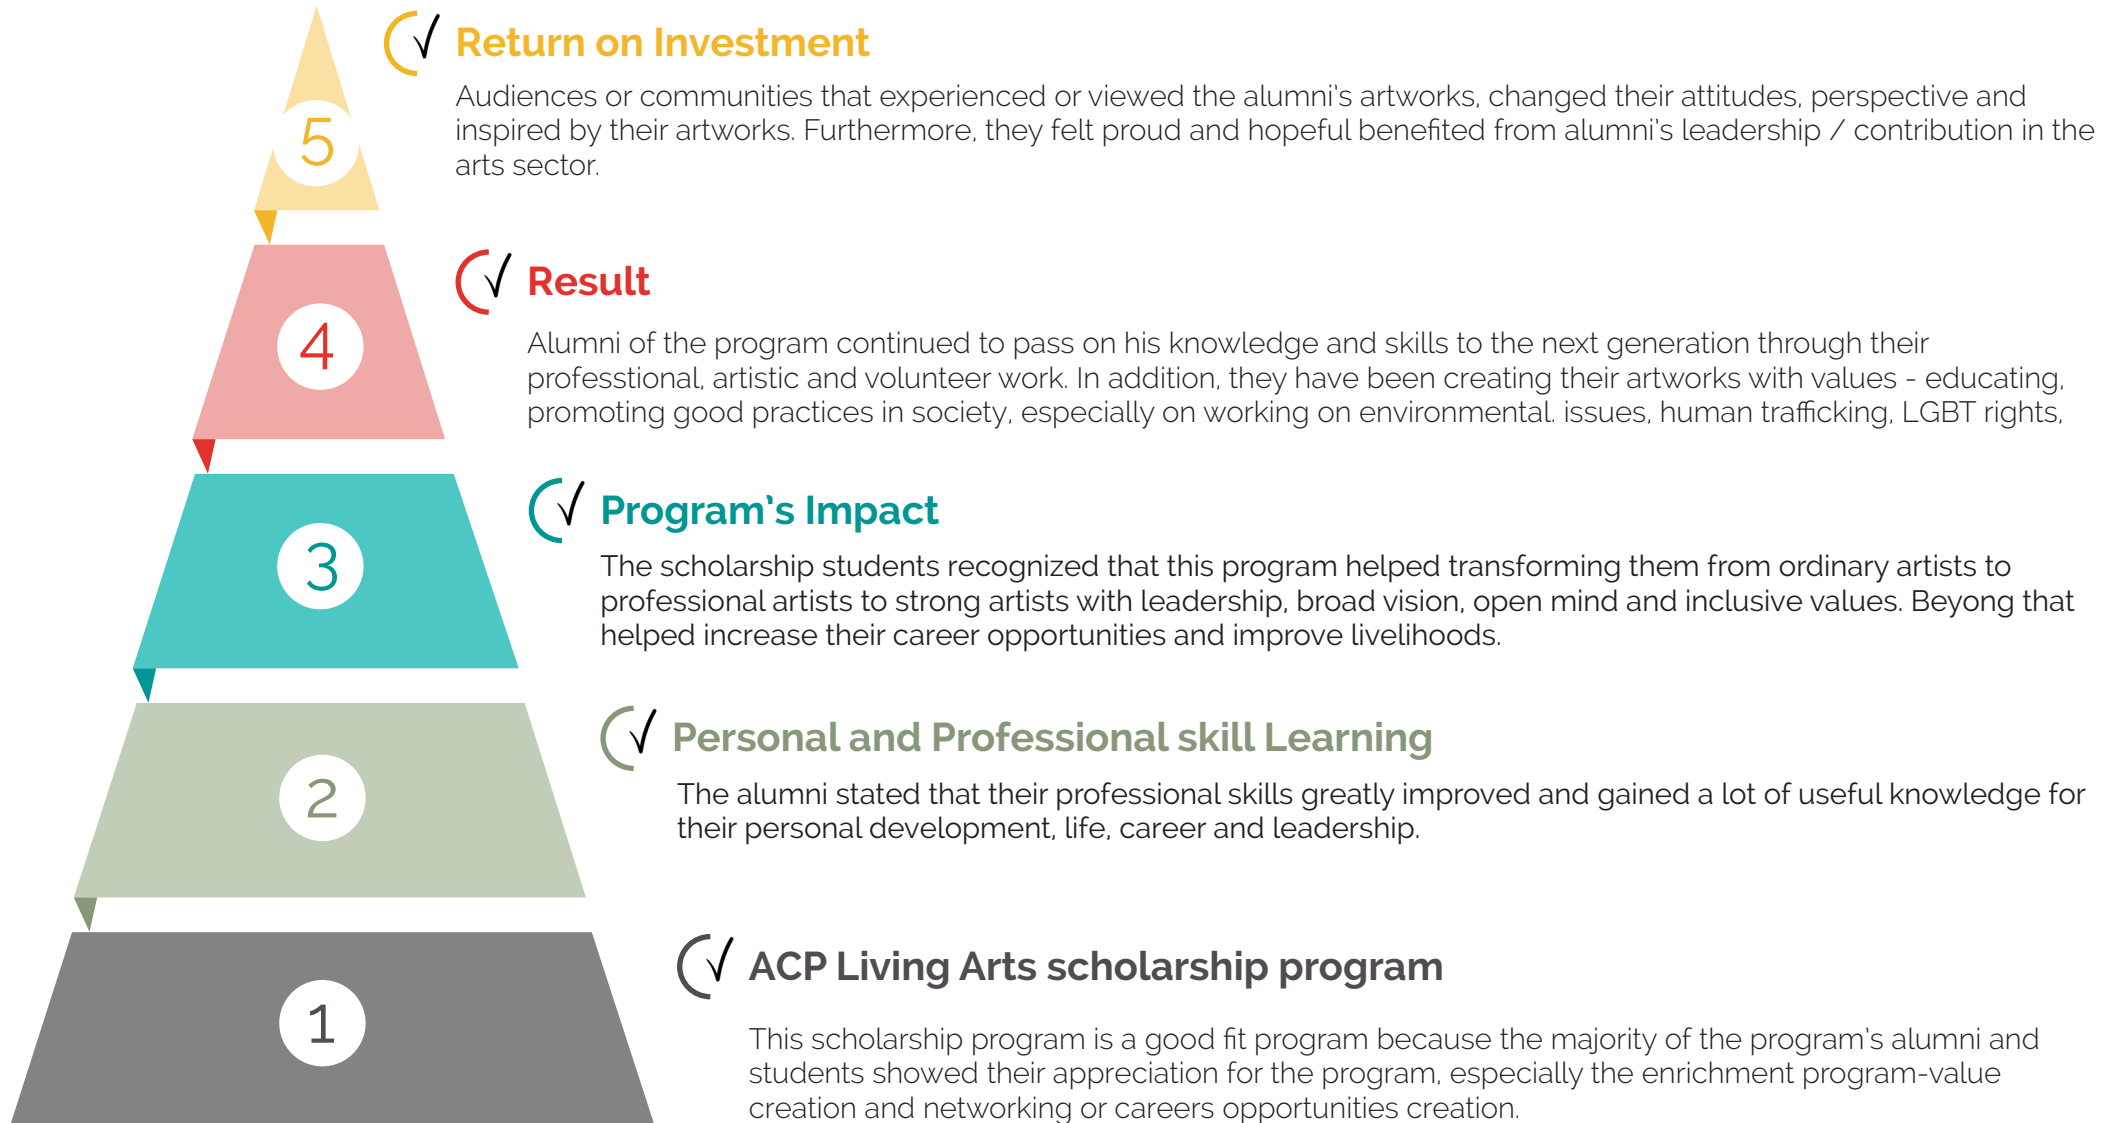 Return on Investment
Audiences or communities that experienced or viewed the alumni's artworks, changed their attitudes, perspective and
inspired by their artworks. Furthermore, they felt proud and hopeful benefited from alumni's leadership / contribution in the
arts sector.
5
Result
Alumni of the program continued to pass on his knowledge and skills to the next generation through their
professtional, artistic and volunteer work. In addition, they have been creating their artworks with values - educating,
promoting good practices in society, especially on working on environmental. issues, human trafficking, LGBT rights,
4
Program's Impact
The scholarship students recognized that this program helped transforming them from ordinary artists to
professional artists to strong artists with leadership, broad vision, open mind and inclusive values. Beyong that
helped increase their career opportunities and improve livelihoods.
3
Personal and Professional skill Learning
The alumni stated that their professional skills greatly improved and gained a lot of useful knowledge for
their personal development, life, career and leadership.
2
ACP Living Arts scholarship program
This scholarship program is a good fit program because the majority of the program's alumni and
students showed their appreciation for the program, especially the enrichment program-value
creation and networking or careers opportunities creation.
1